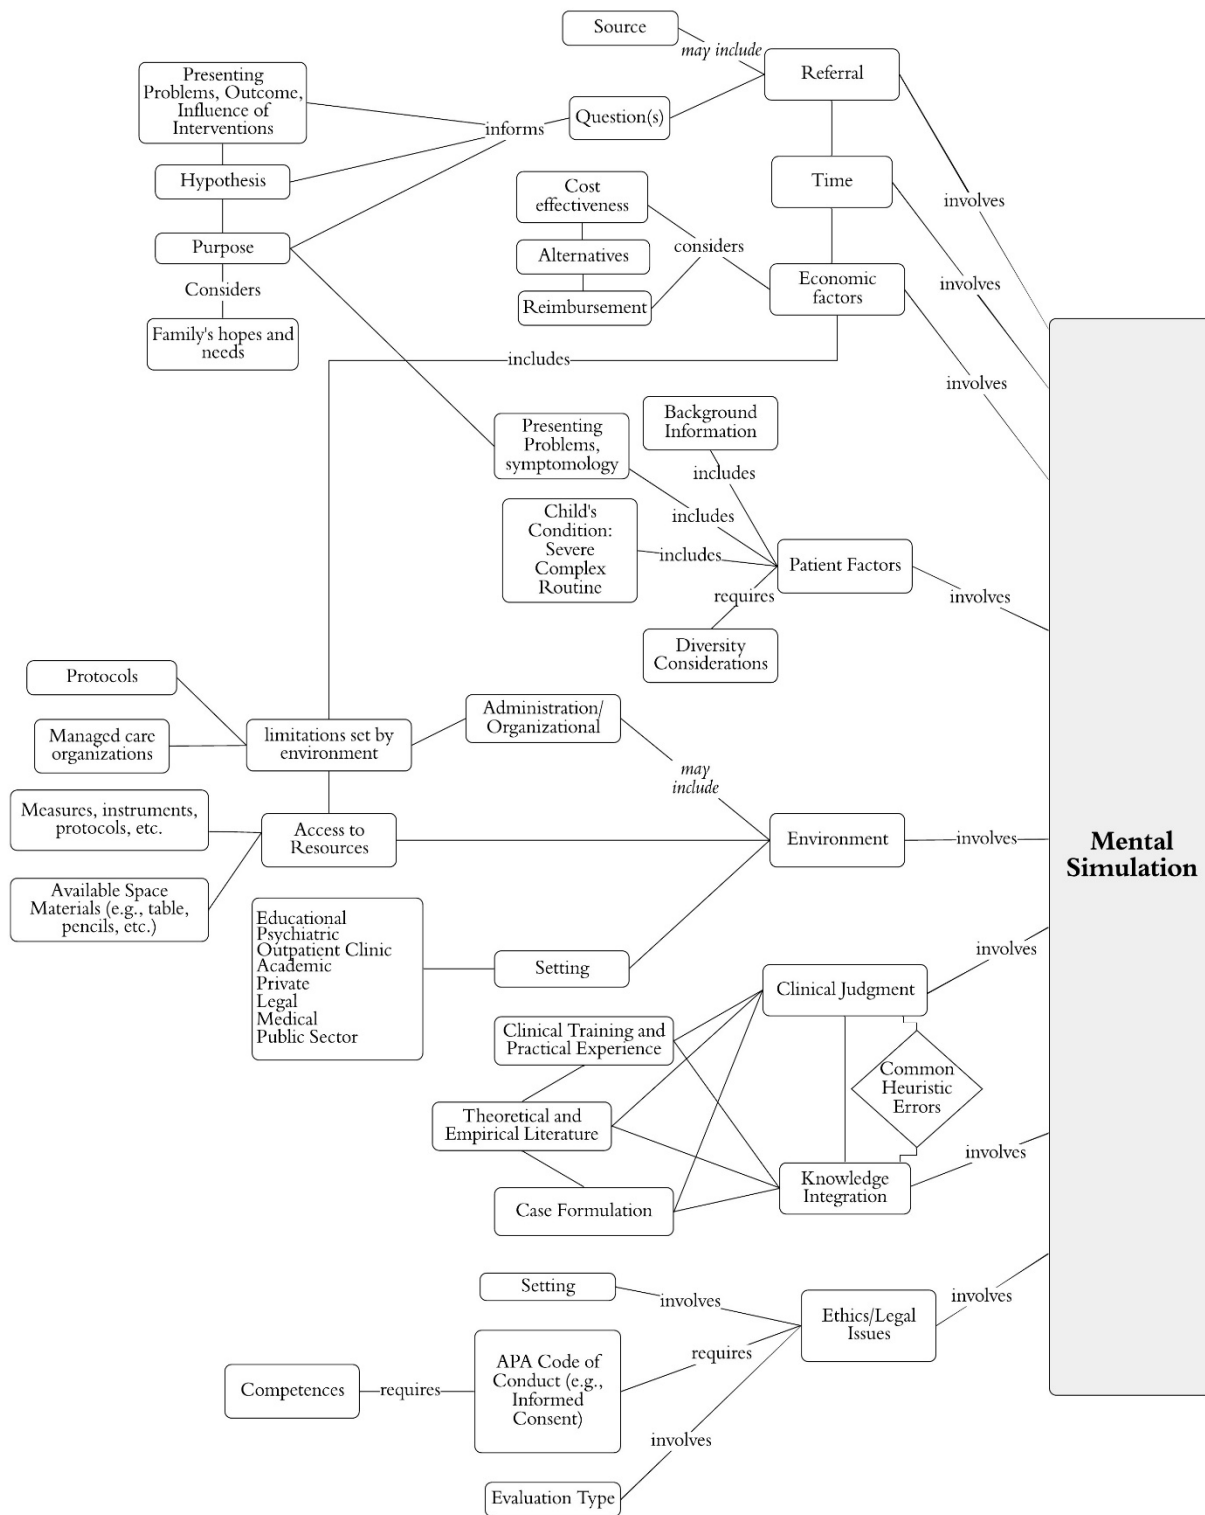 Source
may include
Referral
Presenting
Problems, Outcome,
Influence of
Interventions
informs
Question(s)
Hypothesis
Cost
effectiveness
Time
involves
Purpose
Alternatives
considers
Considers
Reimbursement
Economic
factors
involves
Family's hopes and
needs
includes
involves
Background
Information
Presenting
Problems,
symptomology
includes
Child's
Condition:
Severe
Complex
Routine
includes
includes
Patient Factors
requires
involves
Diversity
Considerations
Protocols
Administration/
Organizational
Managed care
organizations
limitations set by
environment
may
include
Measures, instruments,
protocols, etc.
Access to
Resources
Environment
involves
Mental
Simulation
Available Space
Materials (e.g., table,
pencils, etc.)
Educational
Psychiatric
Outpatient Clinic
Academic
Private
Legal
Medical
Public Sector
Setting
involves
Clinical Judgment
Clinical Training and
Practical Experience
Common
Heuristic
Errors
Theoretical and
Empirical Literature
involves
Knowledge
Integration
Case Formulation
Setting
involves
involves
Ethics/Legal
Issues
requires
APA Code of
Conduct (e.g.,
Informed
Consent)
Competences
requires
involves
Evaluation Type